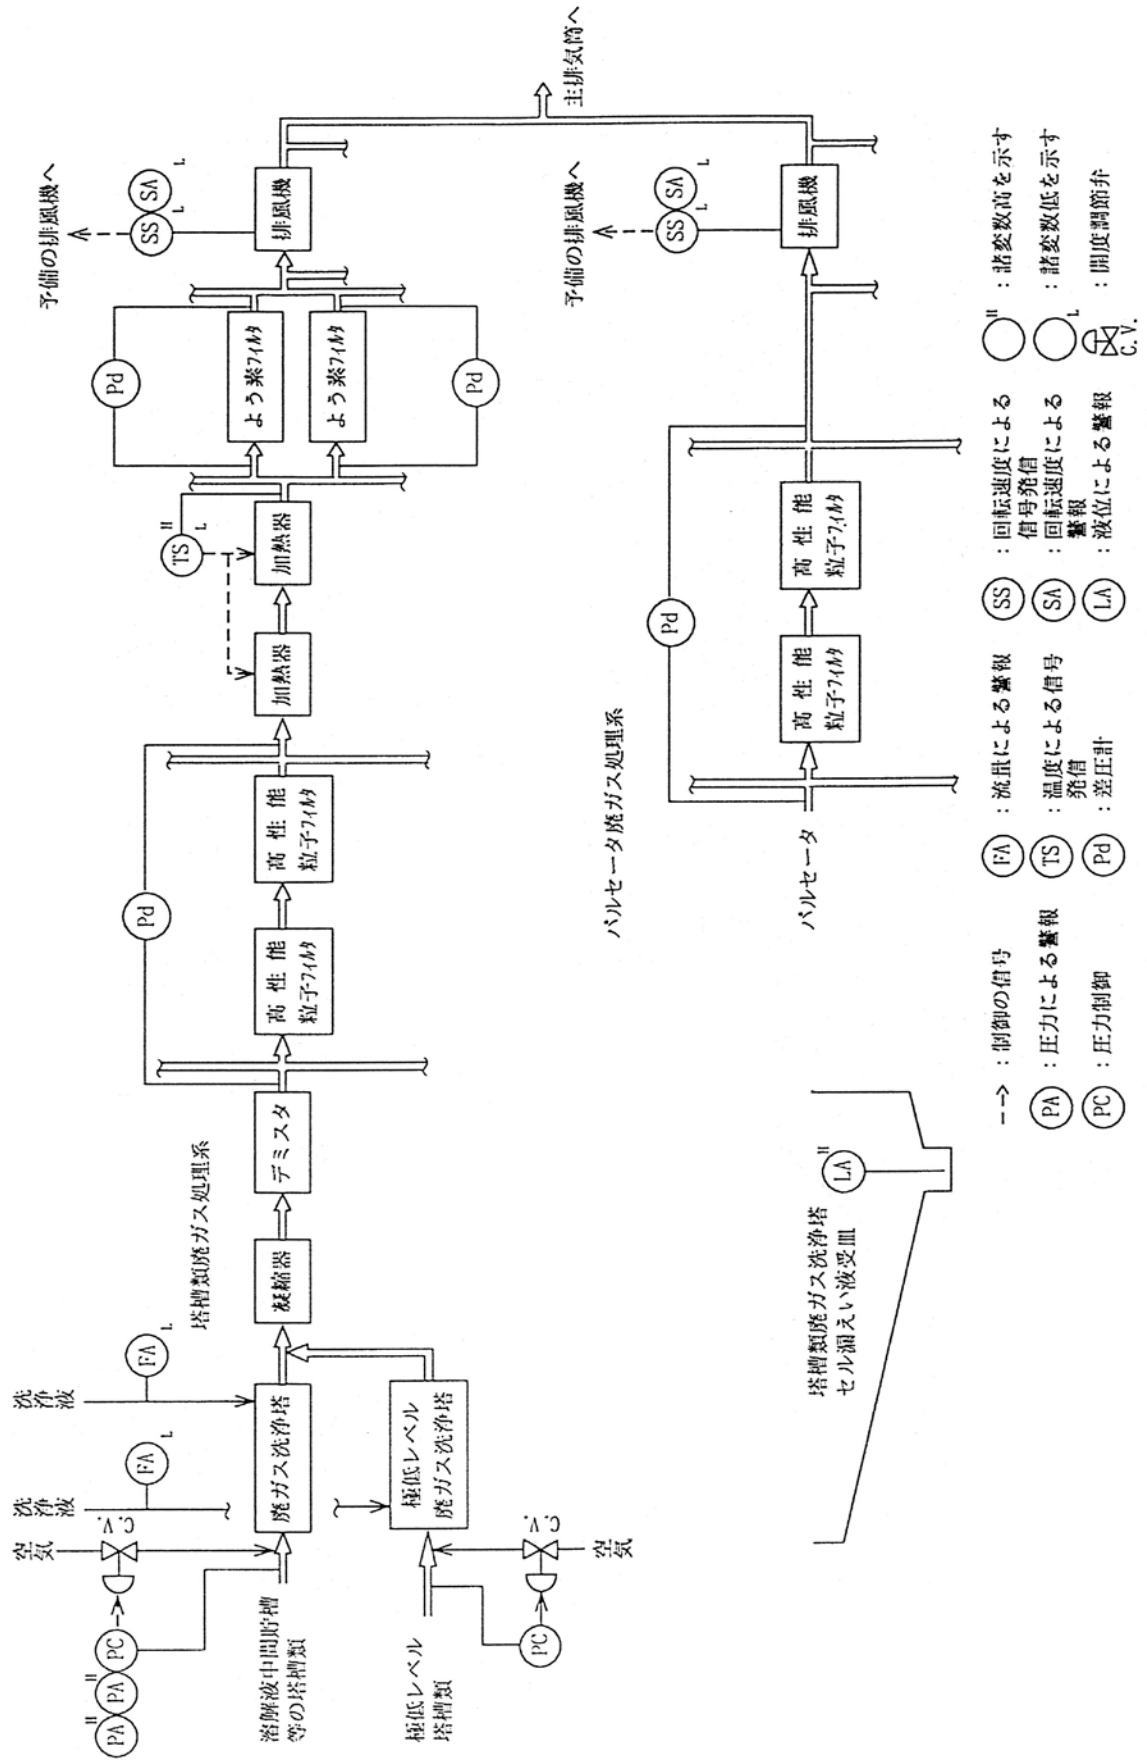 塔槽類廃ガス処理系
空気
洗浄液
洗浄液
PA
H
PA
H
PC
C.V.
FA
L
FA
L
溶解液中間貯槽
等の塔槽類
廃ガス洗浄塔
凝縮器
デミスタ
高性能
粒子フィルタ
高性能
粒子フィルタ
Pd
加熱器
加熱器
TS
H
L
よう素フィルタ
よう素フィルタ
Pd
Pd
排風機
SS
L
SA
L
予備の排風機へ
主排気筒へ
極低レベル
塔槽類
極低レベル
廃ガス洗浄塔
PC
C.V.
空気
パルセータ廃ガス処理系
パルセータ
高性能
粒子フィルタ
高性能
粒子フィルタ
Pd
排風機
SS
L
SA
L
予備の排風機へ
塔槽類廃ガス洗浄塔
セル漏えい液受皿
LA
H
-->:制御の信号
PA:圧力による警報
PC:圧力制御
FA:流量による警報
TS:温度による信号
発信
Pd:差圧計
SS:回転速度による
信号発信
SA:回転速度による
警報
LA:液位による警報
H:諸変数高を示す
L:諸変数低を示す
C.V.:開度調節弁